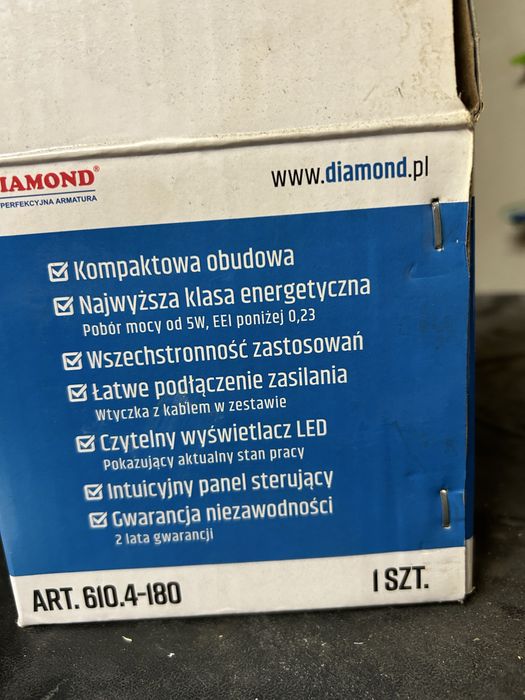 IAMOND®
PERFEKCYJNA ARMATURA
www.diamond.pl
Kompaktowa obudowa
Najwyższa klasa energetyczna
Pobór mocy od 5W, EEI poniżej 0,23
Wszechstronność zastosowań
Łatwe podłączenie zasilania
Wtyczka z kablem w zestawie
Czytelny wyświetlacz LED
Pokazujący aktualny stan pracy
Intuicyjny panel sterujący
Gwarancja niezawodności
2 lata gwarancji
ART. 610.4-180
1 SZT.